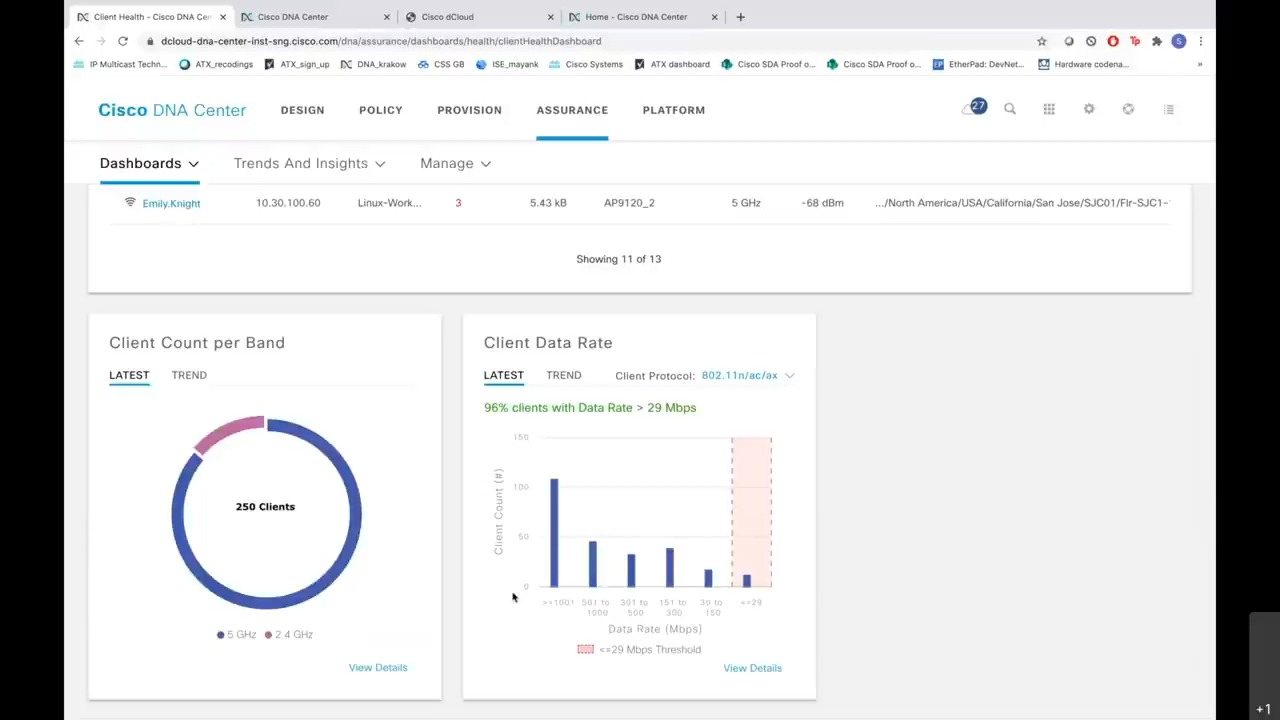 Client Health - Cisco DNA Cen
Cisco DNA Center
Cisco dCloud
Home - Cisco DNA Center
dcloud-dna-center-inst-sng.cisco.com/dna/assurance/dashboards/health/clientHealthDashboard
S
IP Multicast Techn...
ATX_recodings
ATX_sign_up
DNA_krakow
CSS GB
ISE_mayank
Cisco Systems
ATX dashboard
Cisco SDA Proof o...
Cisco SDA Proof o...
EtherPad: DevNet...
Hardware codena...
»
Cisco DNA Center
DESIGN
POLICY
PROVISION
ASSURANCE
PLATFORM
27
Dashboards
Trends And Insights
Manage
Emily.Knight 10.30.100.60 Linux-Work... 3 5.43 kB AP9120_2 5 GHz -68 dBm .../North America/USA/California/San Jose/SJC01/Flr-SJC1-
Showing 11 of 13
Client Count per Band
LATEST TREND
250 Clients
5 GHz 2.4 GHz
View Details
Client Data Rate
LATEST TREND Client Protocol: 802.11n/ac/ax
96% clients with Data Rate > 29 Mbps
Client Count (#)
150
100
50
0
>=1001 501 to 1000 301 to 500 151 to 300 30 to 150 <=29
Data Rate (Mbps)
<=29 Mbps Threshold
View Details
+1